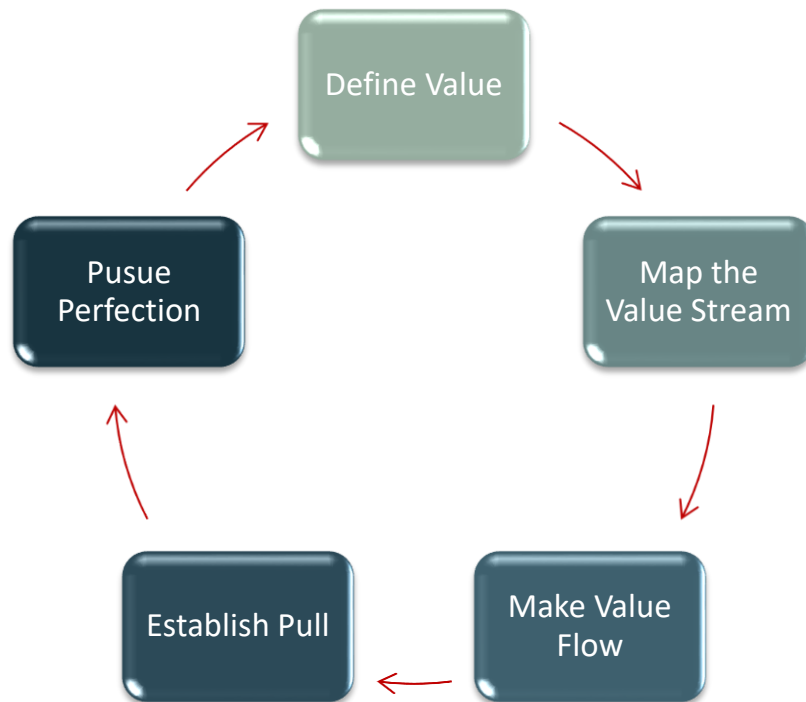 Define Value
Map the
Value Stream
Make Value
Flow
Establish Pull
Pusue
Perfection